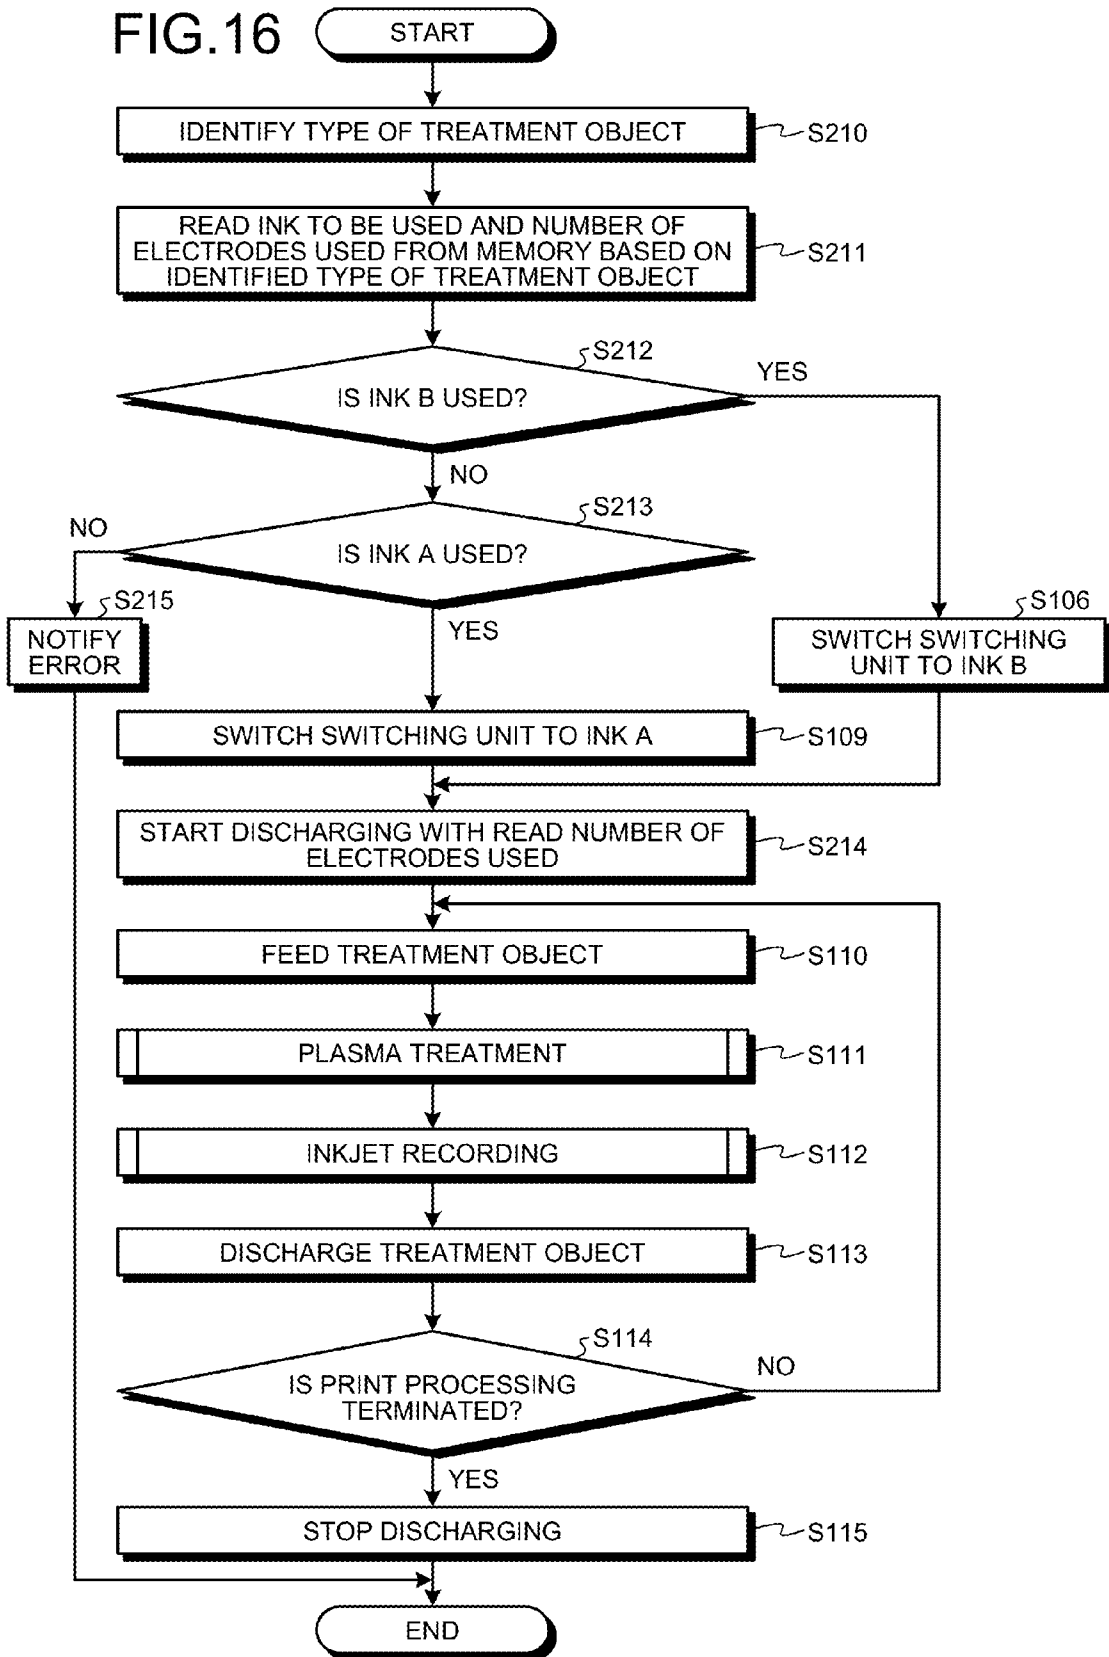 FIG.16
START
IDENTIFY TYPE OF TREATMENT OBJECT
S210
READ INK TO BE USED AND NUMBER OF
ELECTRODES USED FROM MEMORY BASED ON
IDENTIFIED TYPE OF TREATMENT OBJECT
S211
S212
IS INK B USED?
YES
NO
S213
IS INK A USED?
NO
YES
S215
NOTIFY
ERROR
S106
SWITCH SWITCHING
UNIT TO INK B
SWITCH SWITCHING UNIT TO INK A
S109
START DISCHARGING WITH READ NUMBER OF
ELECTRODES USED
S214
FEED TREATMENT OBJECT
S110
PLASMA TREATMENT
S111
INKJET RECORDING
S112
DISCHARGE TREATMENT OBJECT
S113
S114
IS PRINT PROCESSING
TERMINATED?
NO
YES
STOP DISCHARGING
S115
END